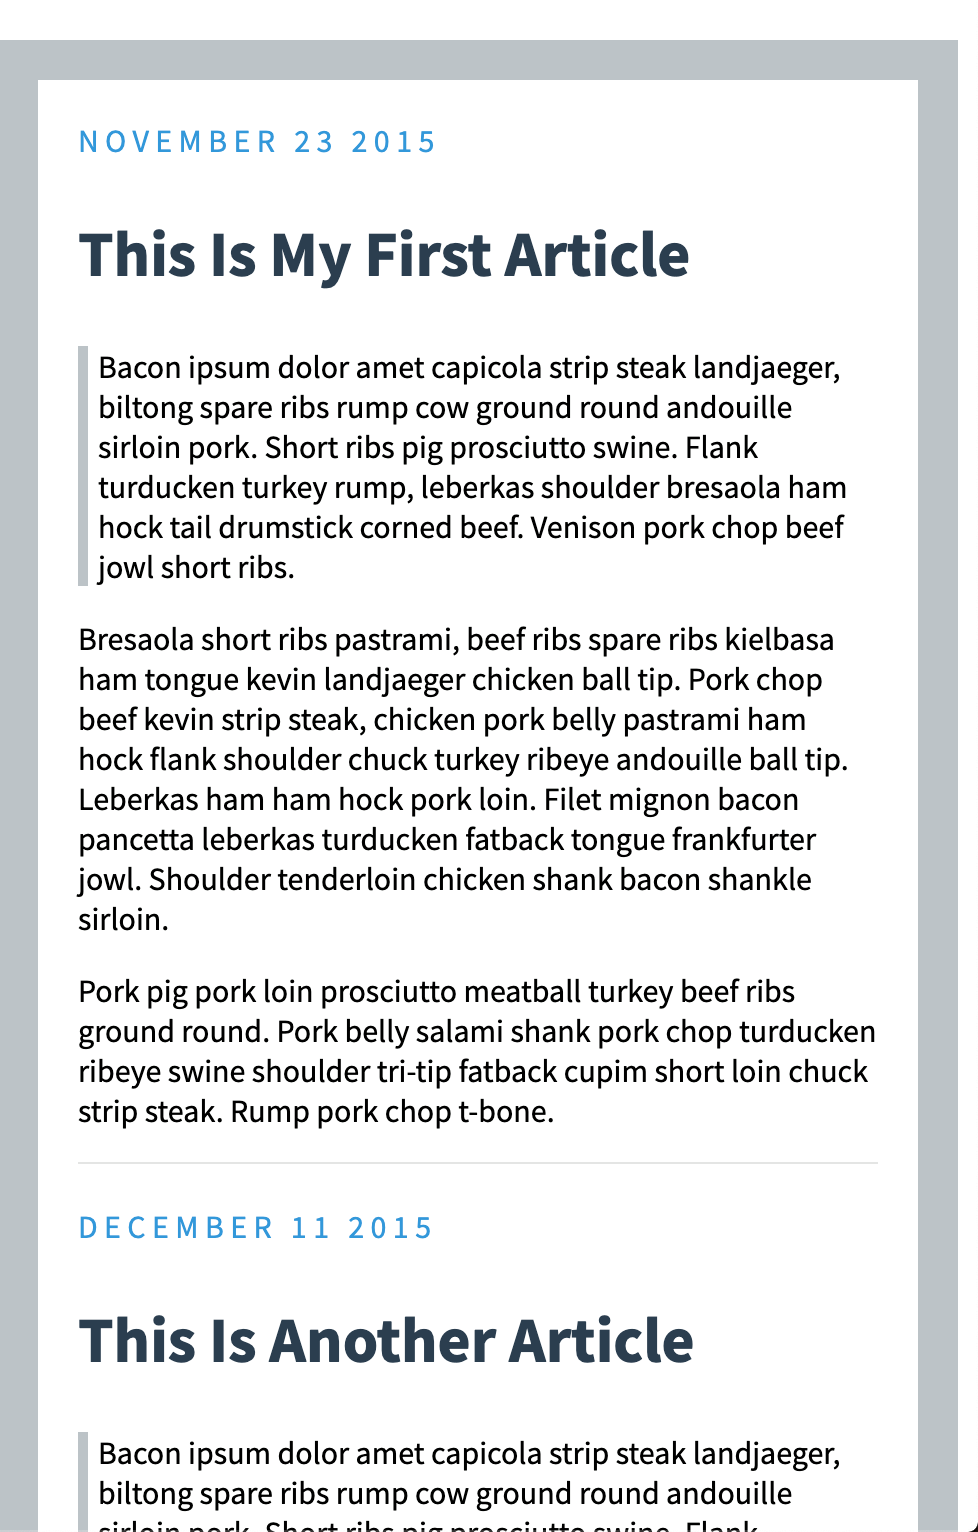 NOVEMBER 23 2015
This Is My First Article
Bacon ipsum dolor amet capicola strip steak landjaeger,
biltong spare ribs rump cow ground round andouille
sirloin pork. Short ribs pig prosciutto swine. Flank
turducken turkey rump, leberkas shoulder bresaola ham
hock tail drumstick corned beef. Venison pork chop beef
jowl short ribs.
Bresaola short ribs pastrami, beef ribs spare ribs kielbasa
ham tongue kevin landjaeger chicken ball tip. Pork chop
beef kevin strip steak, chicken pork belly pastrami ham
hock flank shoulder chuck turkey ribeye andouille ball tip.
Leberkas ham ham hock pork loin. Filet mignon bacon
pancetta leberkas turducken fatback tongue frankfurter
jowl. Shoulder tenderloin chicken shank bacon shankle
sirloin.
Pork pig pork loin prosciutto meatball turkey beef ribs
ground round. Pork belly salami shank pork chop turducken
ribeye swine shoulder tri-tip fatback cupim short loin chuck
strip steak. Rump pork chop t-bone.
DECEMBER 11 2015
This Is Another Article
Bacon ipsum dolor amet capicola strip steak landjaeger,
biltong spare ribs rump cow ground round andouille
sirloin pork. Short ribs pig prosciutto swine. Flank